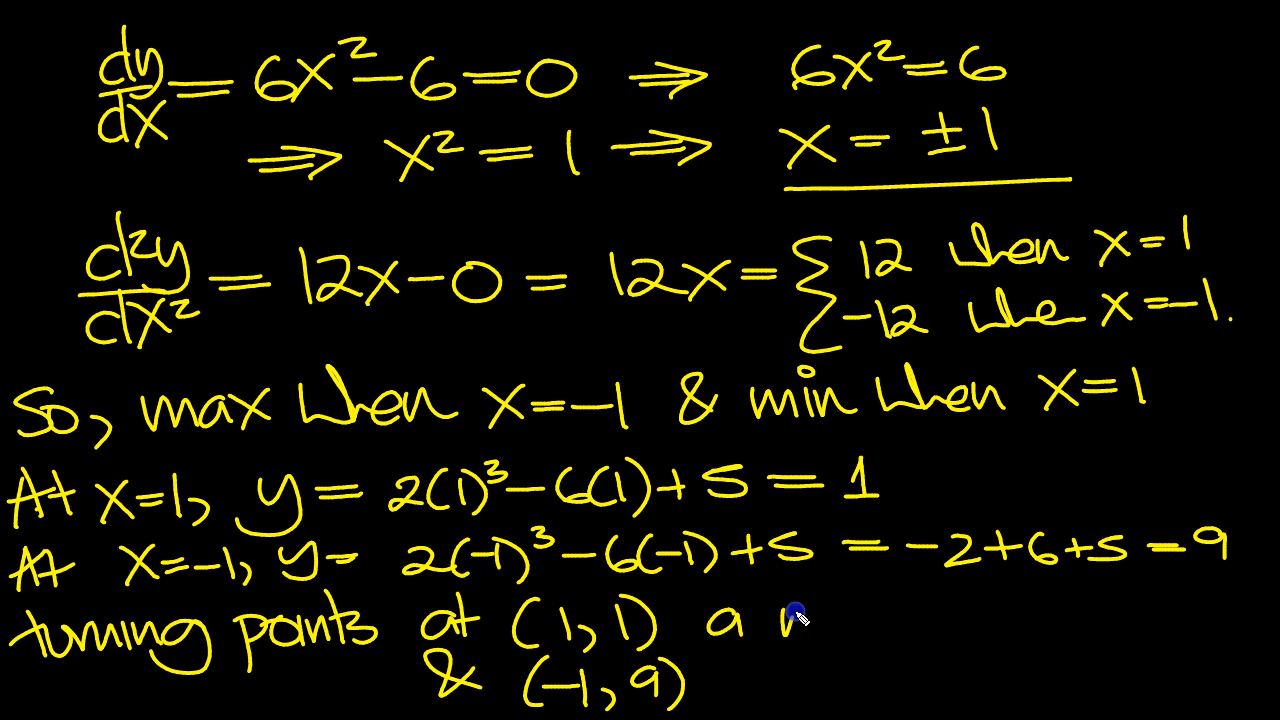 dy/dx = 6x² - 6 = 0 ⇒ 6x² = 6
⇒ x² = 1 ⇒ x = ±1
d²y/dx² = 12x - 0 = 12x = { 12 when x = 1
-12 whe x = -1.
So, max when x = -1 & min when x = 1
At x = 1, y = 2(1)³ - 6(1) + 5 = 1
At x = -1, y = 2(-1)³ - 6(-1) + 5 = -2 + 6 + 5 = 9
turning points at (1, 1) a
& (-1, 9)